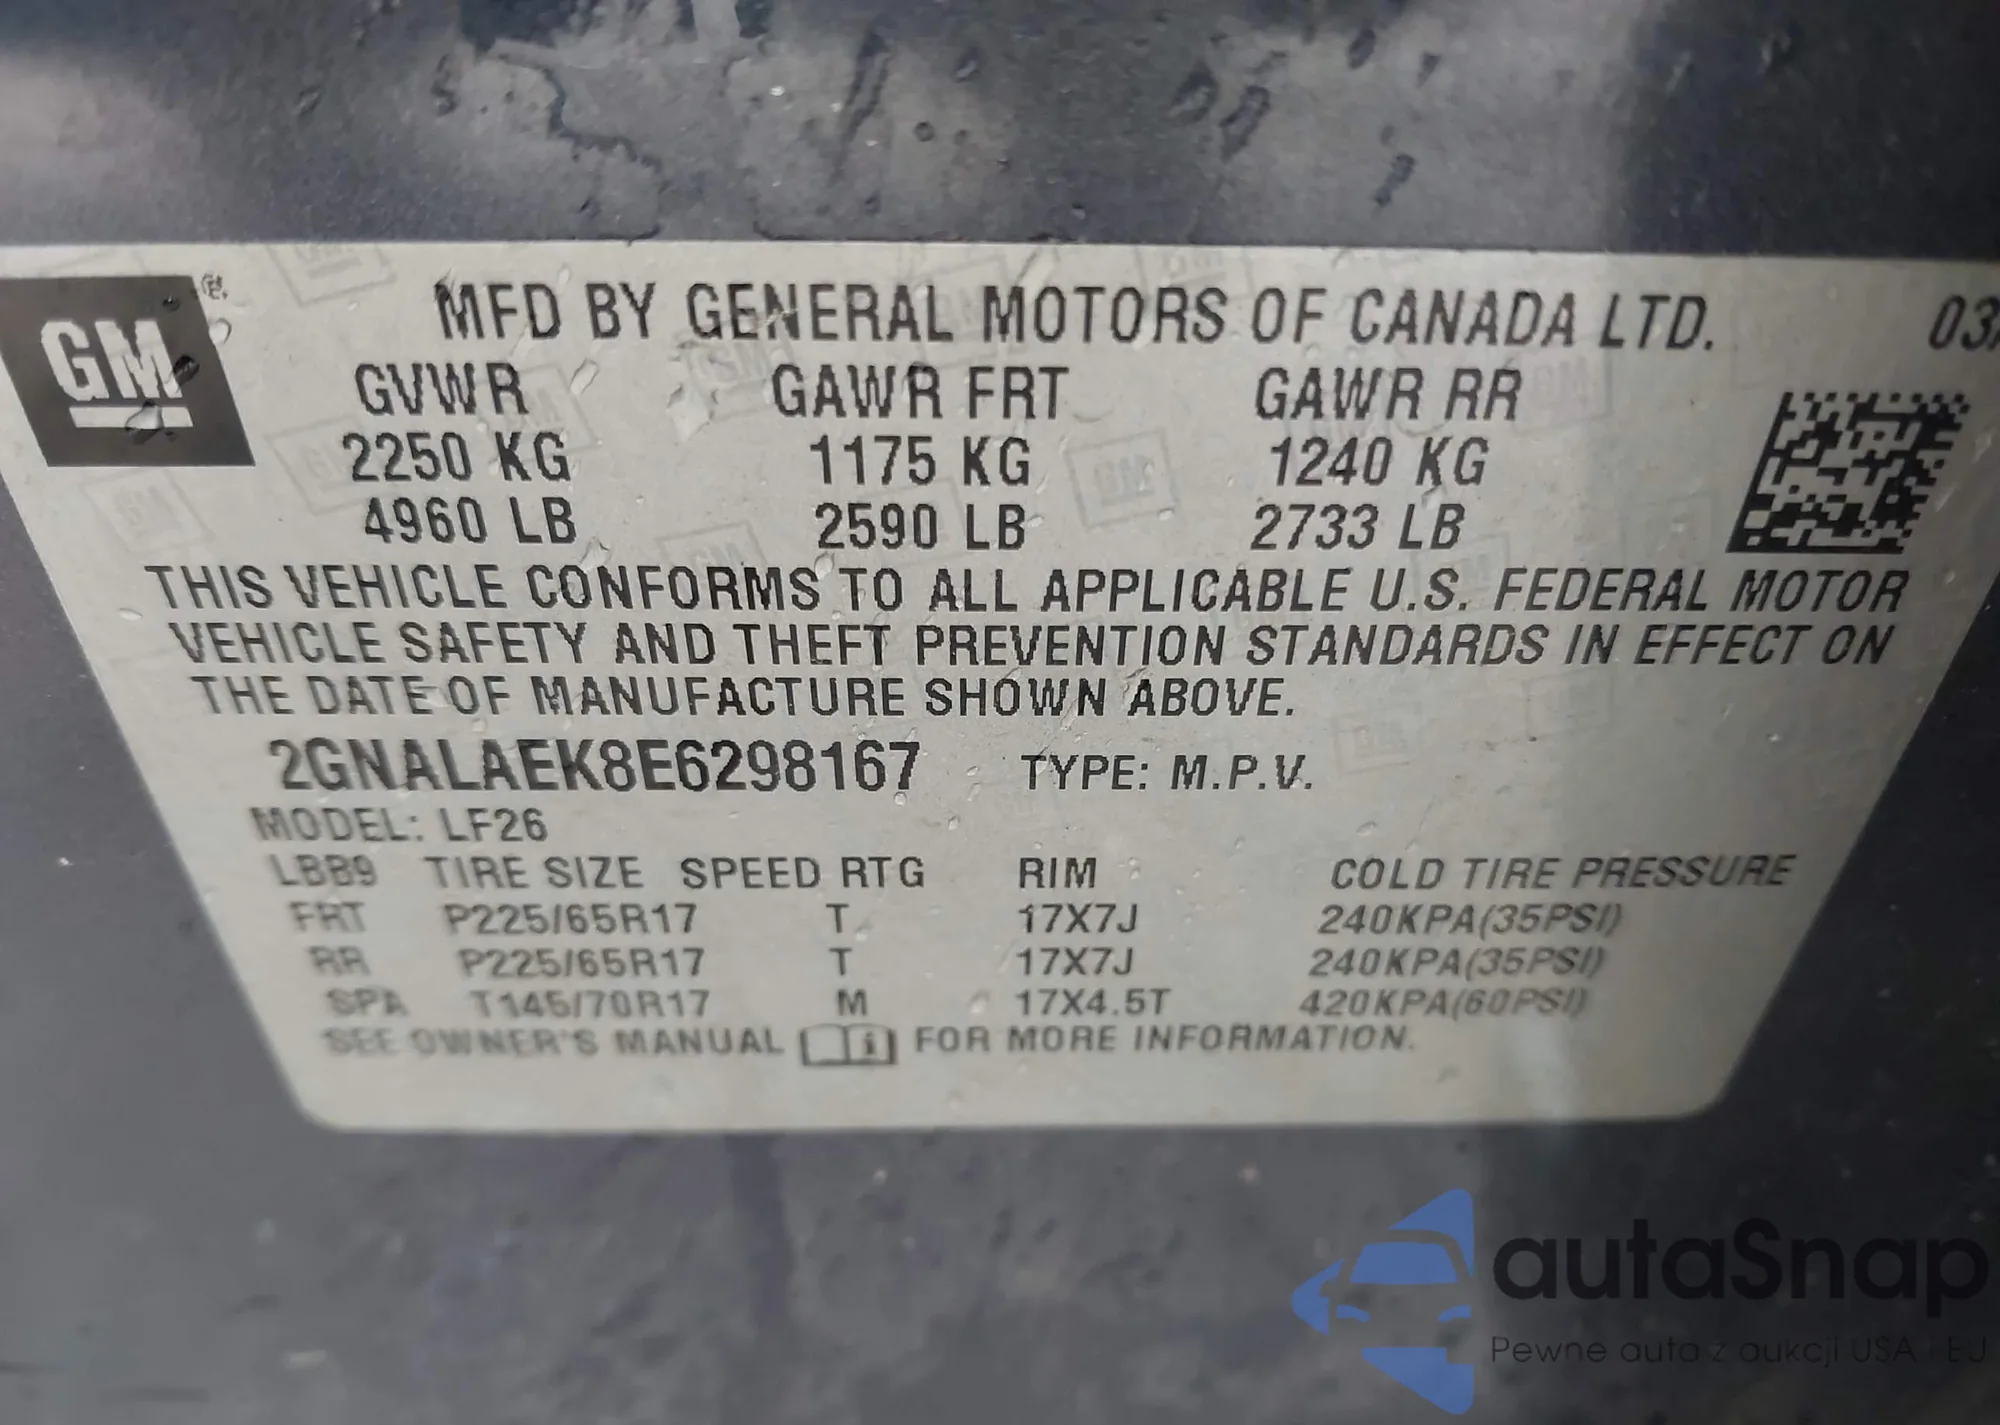 GM
MFD BY GENERAL MOTORS OF CANADA LTD.
GVWR GAWR FRT GAWR RR
2250 KG 1175 KG 1240 KG
4960 LB 2590 LB 2733 LB
THIS VEHICLE CONFORMS TO ALL APPLICABLE U.S. FEDERAL MOTOR
VEHICLE SAFETY AND THEFT PREVENTION STANDARDS IN EFFECT ON
THE DATE OF MANUFACTURE SHOWN ABOVE.
2GNALAEK8E6298167 TYPE: M.P.V.
MODEL: LF26
LBB9 TIRE SIZE SPEED RTG RIM COLD TIRE PRESSURE
FRT P225/65R17 T 17X7J 240KPA(35PSI)
RR P225/65R17 T 17X7J 240KPA(35PSI)
SPA T145/70R17 M 17X4.5T 420KPA(60PSI)
SEE OWNER'S MANUAL FOR MORE INFORMATION.
autaSnap
Pewne auta z aukcji USA i EU